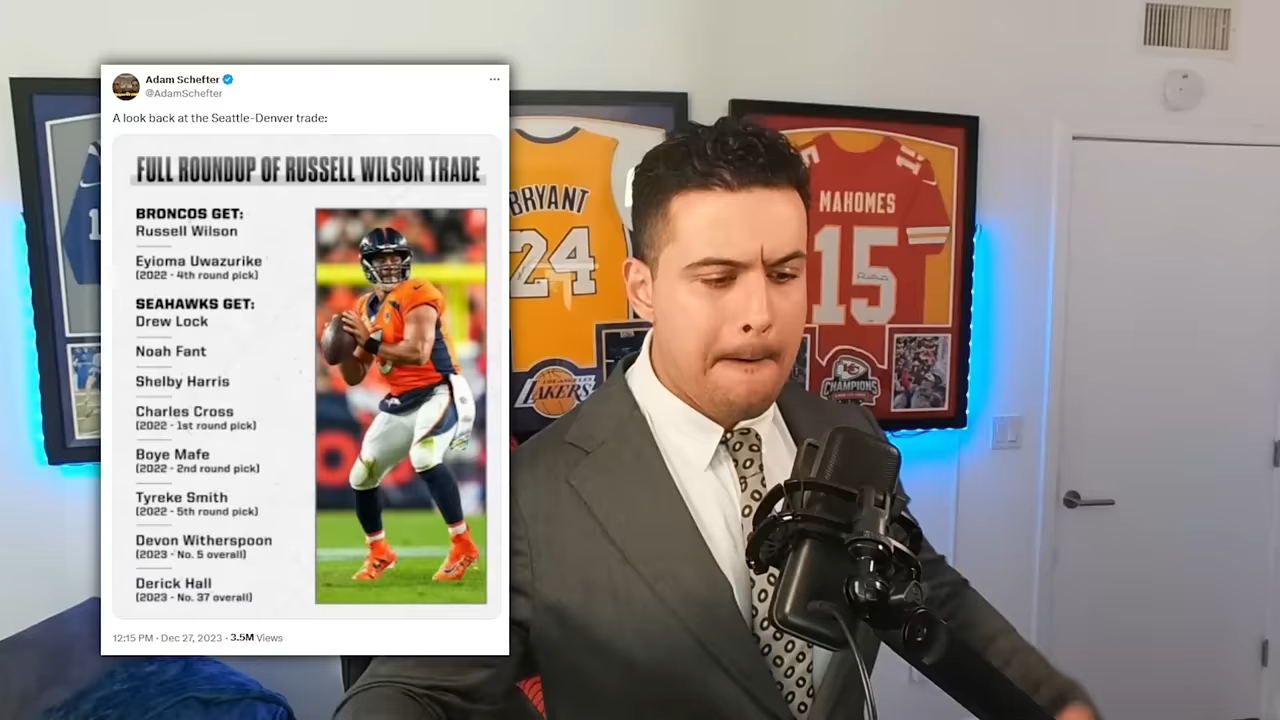 Adam Schefter
@AdamSchefter
A look back at the Seattle-Denver trade:
FULL ROUNDUP OF RUSSELL WILSON TRADE
BRONCOS GET:
Russell Wilson
Eyioma Uwazurike
(2022 - 4th round pick)
SEAHAWKS GET:
Drew Lock
Noah Fant
Shelby Harris
Charles Cross
(2022 - 1st round pick)
Boye Mafe
(2022 - 2nd round pick)
Tyreke Smith
(2022 - 5th round pick)
Devon Witherspoon
(2023 - No. 5 overall)
Derick Hall
(2023 - No. 37 overall)
12:15 PM · Dec 27, 2023 · 3.5M Views
BRYANT
24
LAKERS
MAHOMES
15
15
CHAMPIONS